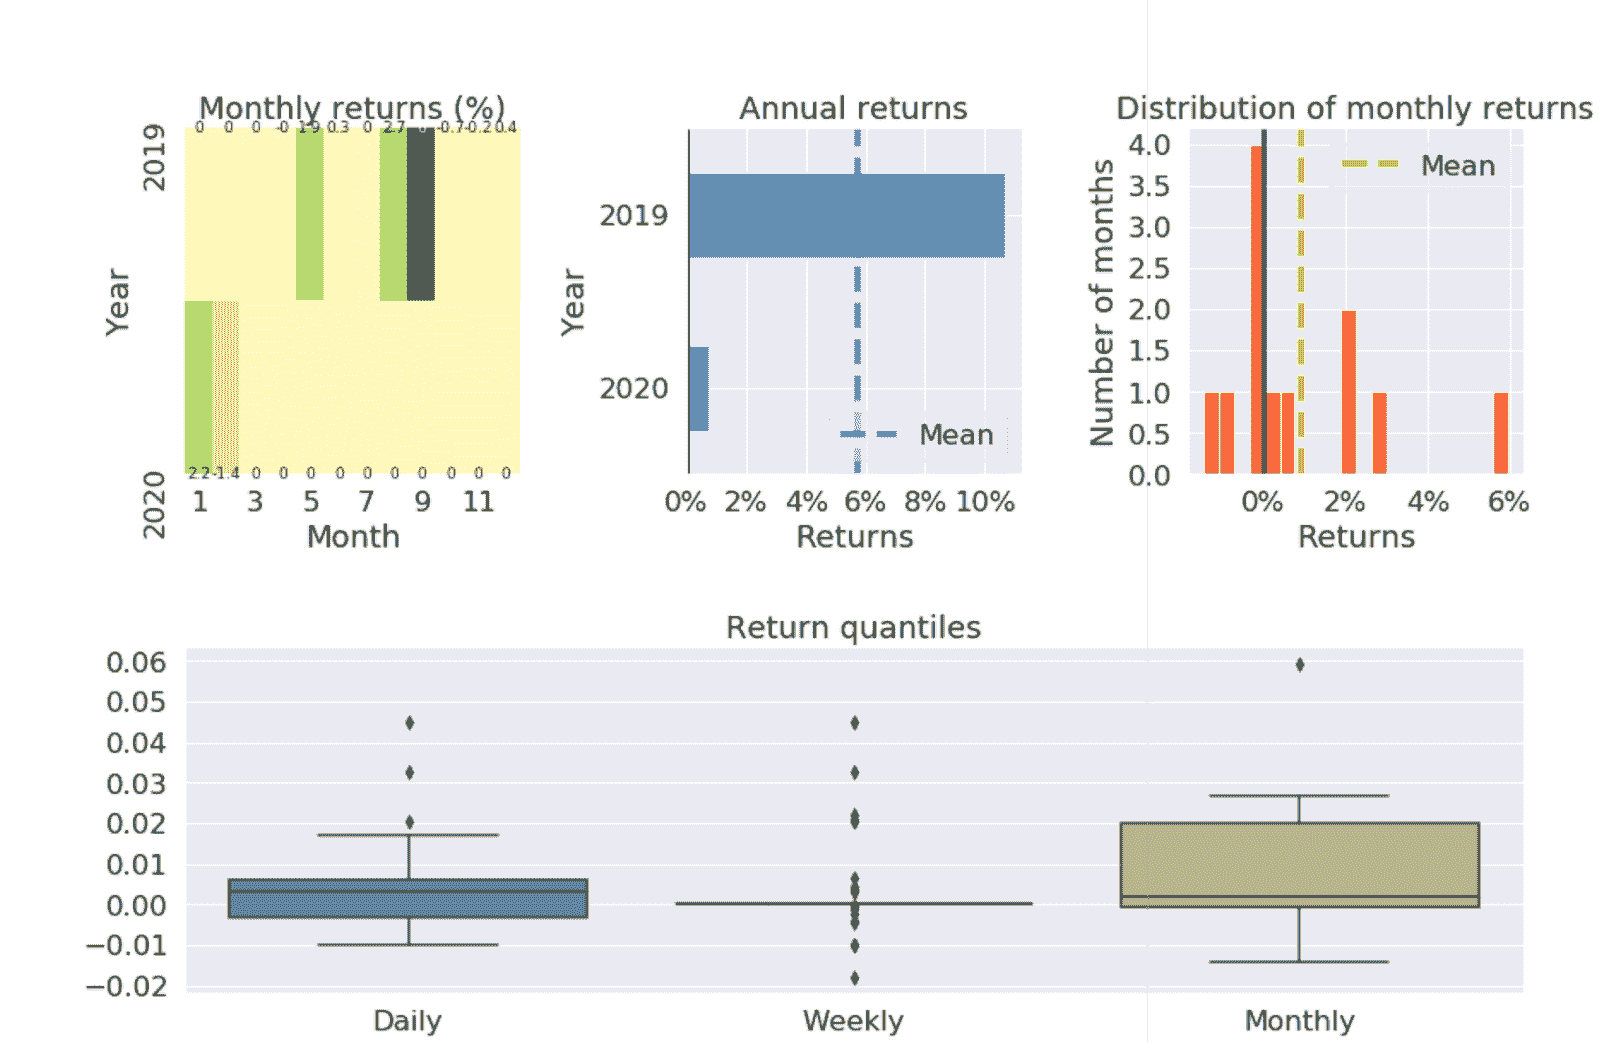 Monthly returns (%)
0 0 0 -0 1.9 0.3 0 2.7 6 -0.7 -0.2 0.4
2019
2020
Year
2.2 -1.4 0 0 0 0 0 0 0 0 0 0
1 3 5 7 9 11
Month
Annual returns
2019
2020
Year
Mean
0% 2% 4% 6% 8% 10%
Returns
Distribution of monthly returns
4.0
3.5
3.0
2.5
2.0
1.5
1.0
0.5
0.0
Number of months
Mean
0% 2% 4% 6%
Returns
Return quantiles
0.06
0.05
0.04
0.03
0.02
0.01
0.00
−0.01
−0.02
Daily Weekly Monthly